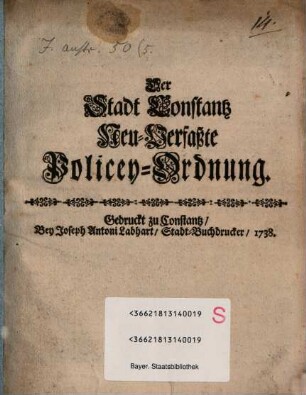 J. austr. 50/5.
Der
Stadt Constantz
Neu-Verfaßte
Policey-Ordnung.
Gedruckt zu Constantz/
Bey Joseph Antoni Labhart/ Stadt-Buchdrucker/ 1738.
<36621813140019
S
<36621813140019
Bayer. Staatsbibliothek